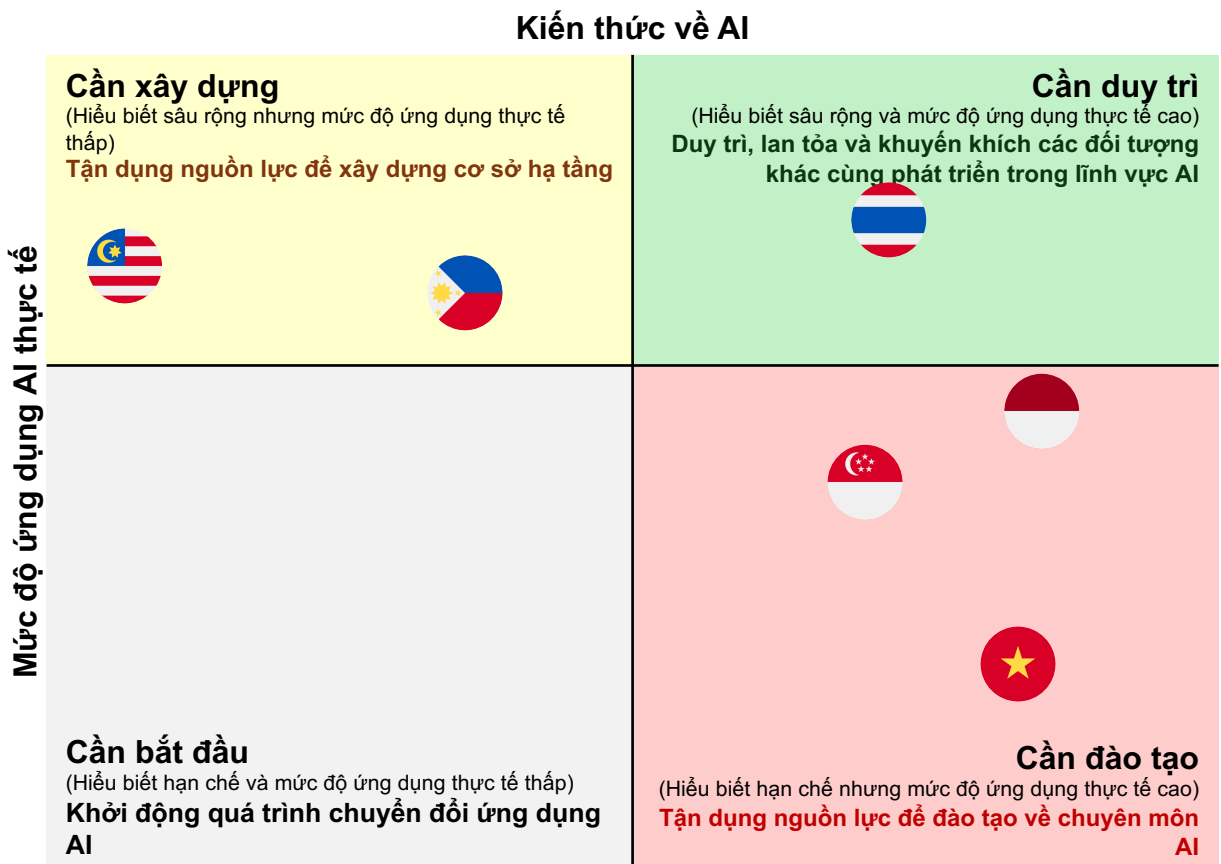 Kiến thức về AI
Mức độ ứng dụng AI thực tế
Cần xây dựng
(Hiểu biết sâu rộng nhưng mức độ ứng dụng thực tế
thấp)
Tận dụng nguồn lực để xây dựng cơ sở hạ tầng
Cần duy trì
(Hiểu biết sâu rộng và mức độ ứng dụng thực tế cao)
Duy trì, lan tỏa và khuyến khích các đối tượng
khác cùng phát triển trong lĩnh vực AI
Cần bắt đầu
(Hiểu biết hạn chế và mức độ ứng dụng thực tế thấp)
Khởi động quá trình chuyển đổi ứng dụng
AI
Cần đào tạo
(Hiểu biết hạn chế nhưng mức độ ứng dụng thực tế cao)
Tận dụng nguồn lực để đào tạo về chuyên môn
AI